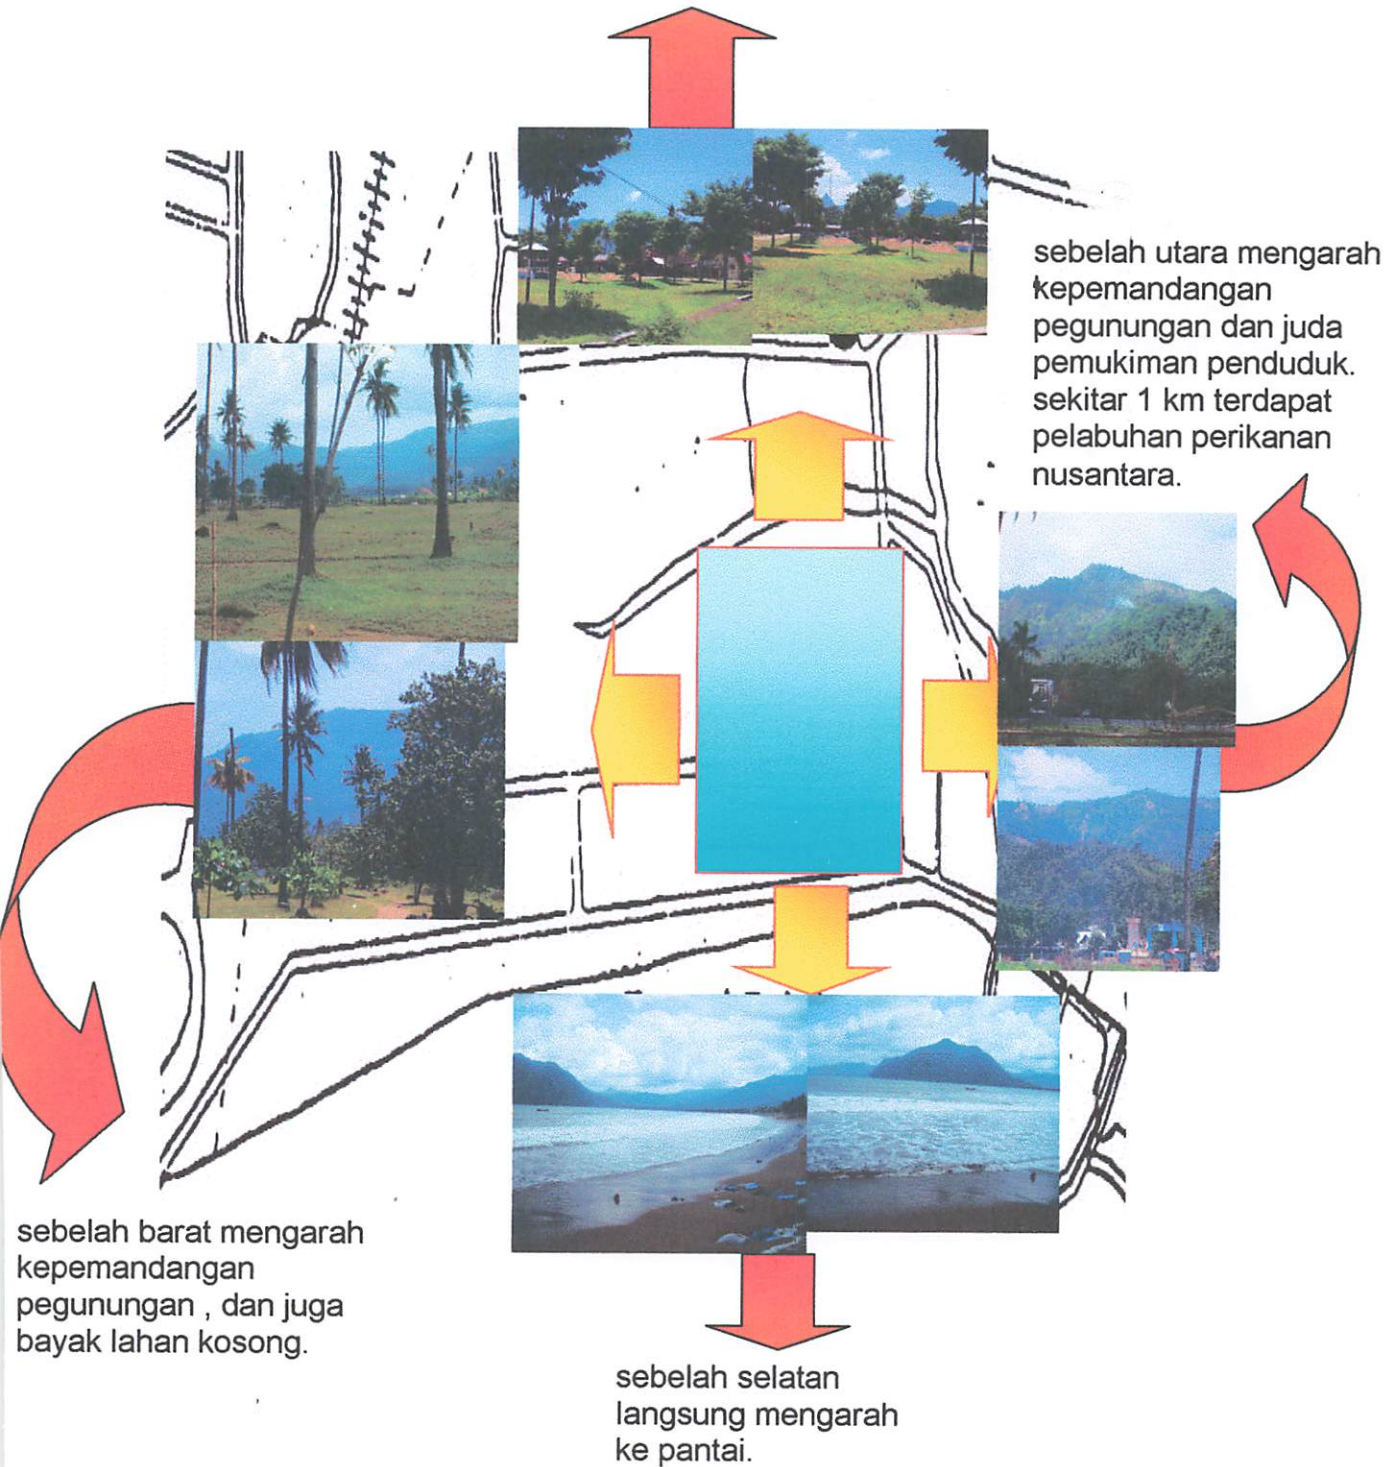 sebelah utara mengarah
kepemandangan
pegunungan dan juda
pemukiman penduduk.
sekitar 1 km terdapat
pelabuhan perikanan
nusantara.
sebelah barat mengarah
kepemandangan
pegunungan , dan juga
bayak lahan kosong.
sebelah selatan
langsung mengarah
ke pantai.